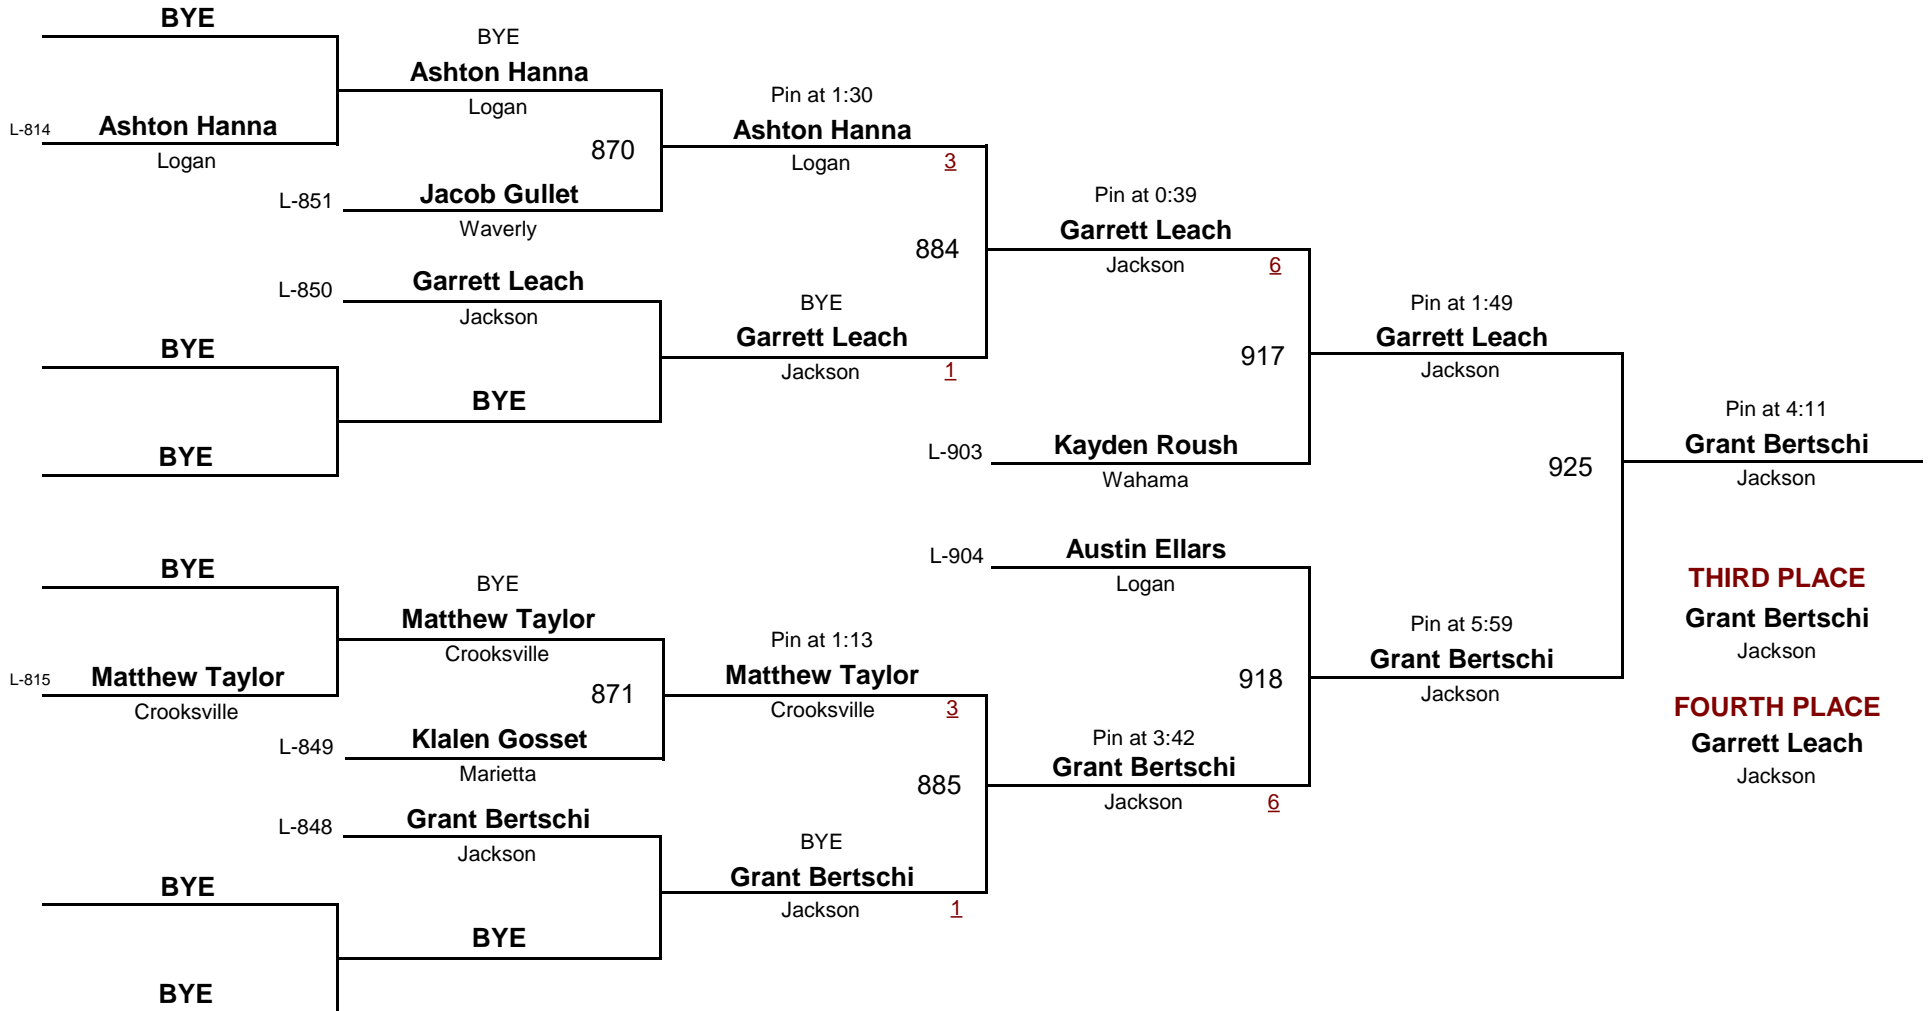 BYE
L-814 Ashton Hanna
Logan
BYE
Ashton Hanna
Logan
870
L-851 Jacob Gullet
Waverly
Pin at 1:30
Ashton Hanna
Logan 3
L-850 Garrett Leach
Jackson
BYE
BYE
BYE
884
BYE
Garrett Leach
Jackson 1
Pin at 0:39
Garrett Leach
Jackson 6
917
L-903 Kayden Roush
Wahama
Pin at 1:49
Garrett Leach
Jackson
925
Pin at 4:11
Grant Bertschi
Jackson
BYE
L-815 Matthew Taylor
Crooksville
BYE
Matthew Taylor
Crooksville
871
L-849 Klalen Gosset
Marietta
Pin at 1:13
Matthew Taylor
Crooksville 3
L-848 Grant Bertschi
Jackson
BYE
BYE
BYE
885
BYE
Grant Bertschi
Jackson 1
L-904 Austin Ellars
Logan
918
Pin at 3:42
Grant Bertschi
Jackson 6
Pin at 5:59
Grant Bertschi
Jackson
THIRD PLACE
Grant Bertschi
Jackson
FOURTH PLACE
Garrett Leach
Jackson